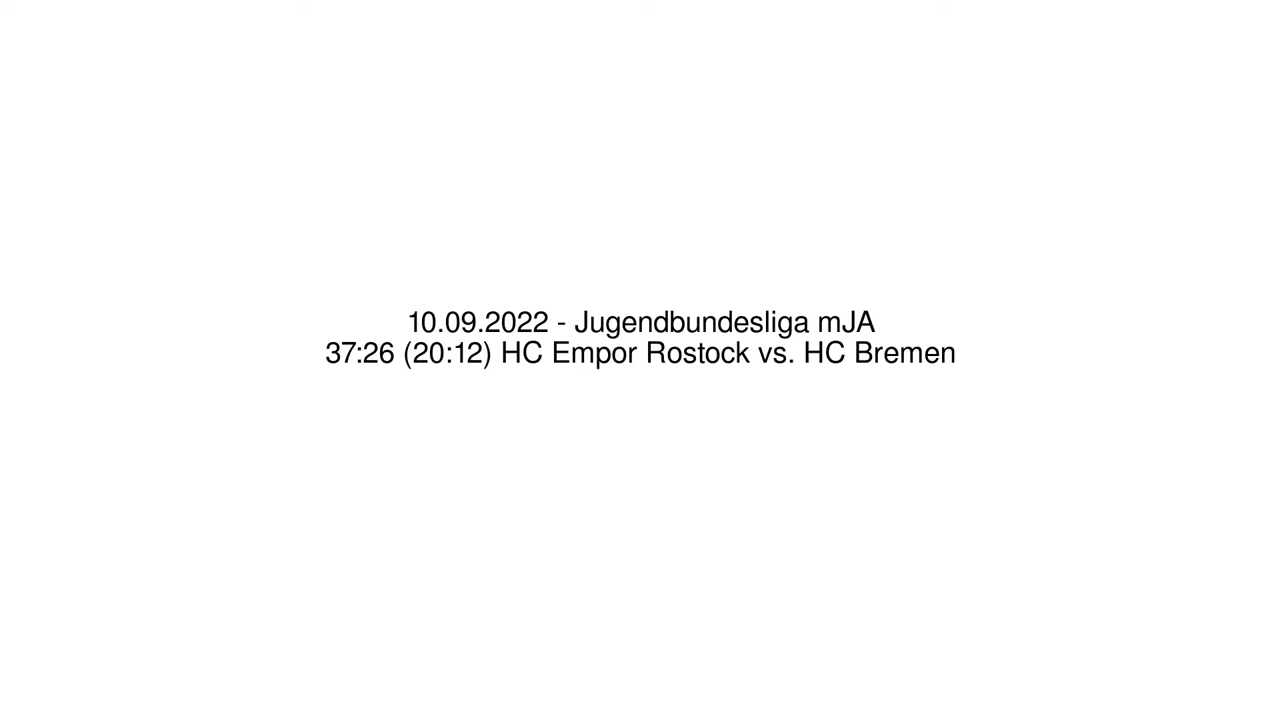 10.09.2022 - Jugendbundesliga mJA
37:26 (20:12) HC Empor Rostock vs. HC Bremen